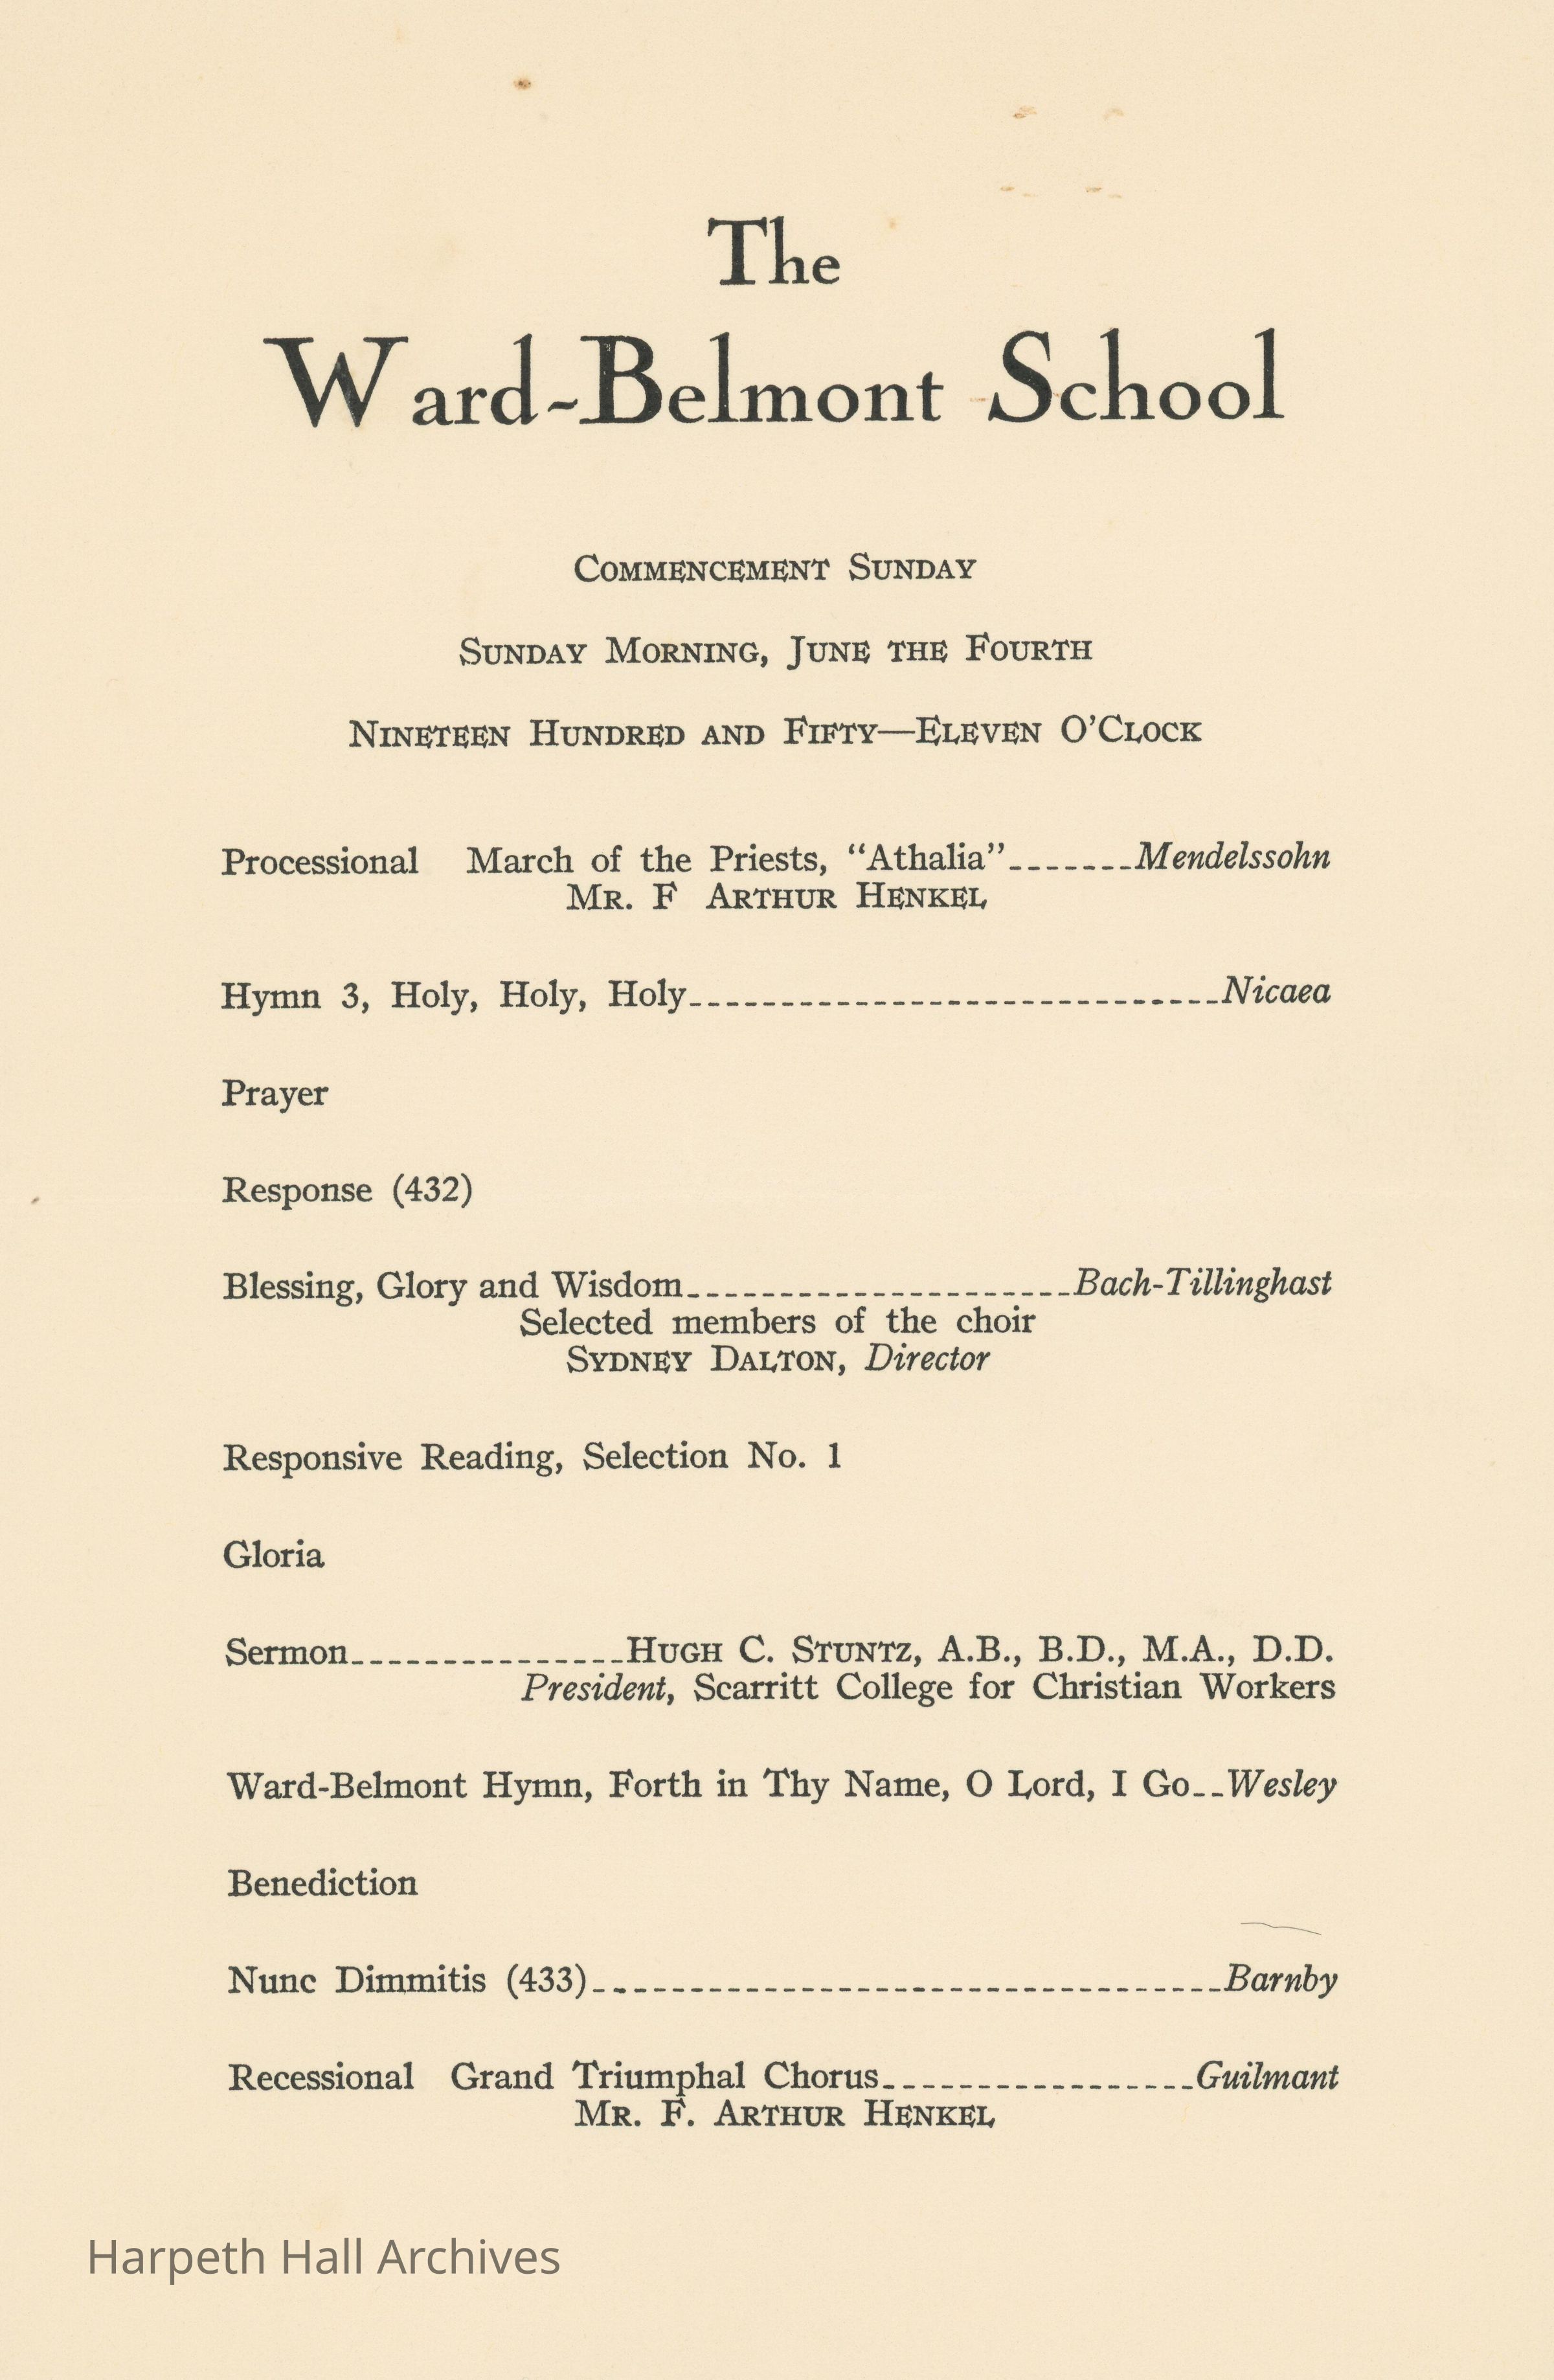 The
Ward-Belmont School
Commencement Sunday
Sunday Morning, June the Fourth
Nineteen Hundred and Fifty—Eleven O'Clock
Processional March of the Priests, “Athalia”-------Mendelssohn
Mr. F Arthur Henkel
Hymn 3, Holy, Holy, Holy------------------------------Nicaea
Prayer
Response (432)
Blessing, Glory and Wisdom---------------------Bach-Tillinghast
Selected members of the choir
Sydney Dalton, Director
Responsive Reading, Selection No. 1
Gloria
Sermon---------------Hugh C. Stuntz, A.B., B.D., M.A., D.D.
President, Scarritt College for Christian Workers
Ward-Belmont Hymn, Forth in Thy Name, O Lord, I Go--Wesley
Benediction
Nunc Dimmitis (433)-----------------------------------Barnby
Recessional Grand Triumphal Chorus-----------------Guilmant
Mr. F. Arthur Henkel
Harpeth Hall Archives